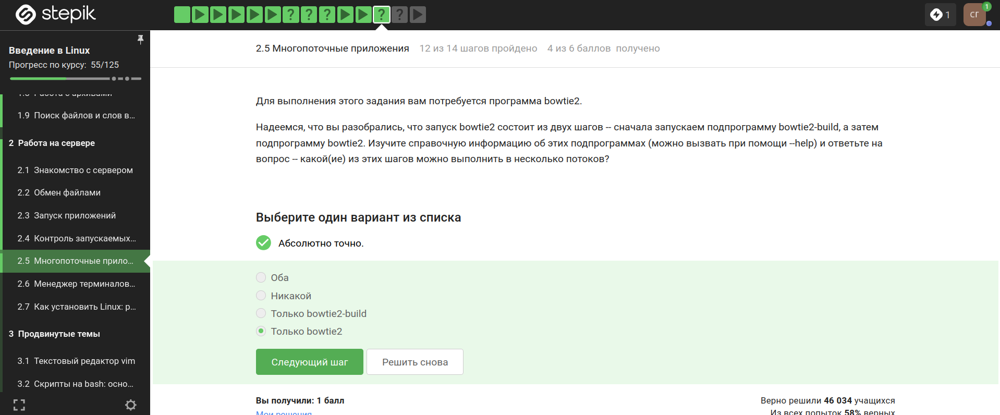 stepik
? ? ? ? ?
1
СГ
1
Введение в Linux
Прогресс по курсу: 55/125
1.8 Работа с архивами
1.9 Поиск файлов и слов в...
2 Работа на сервере
2.1 Знакомство с сервером
2.2 Обмен файлами
2.3 Запуск приложений
2.4 Контроль запускаемых...
2.5 Многопоточные прило...
2.6 Менеджер терминалов...
2.7 Как установить Linux: р...
3 Продвинутые темы
3.1 Текстовый редактор vim
3.2 Скрипты на bash: осно...
2.5 Многопоточные приложения 12 из 14 шагов пройдено 4 из 6 баллов получено
Для выполнения этого задания вам потребуется программа bowtie2.
Надеемся, что вы разобрались, что запуск bowtie2 состоит из двух шагов -- сначала запускаем подпрограмму bowtie2-build, а затем
подпрограмму bowtie2. Изучите справочную информацию об этих подпрограммах (можно вызвать при помощи --help) и ответьте на
вопрос -- какой(ие) из этих шагов можно выполнить в несколько потоков?
Выберите один вариант из списка
Абсолютно точно.
Оба
Никакой
Только bowtie2-build
Только bowtie2
Следующий шаг
Решить снова
Вы получили: 1 балл
Мои решения
Верно решили 46 034 учащихся
Из всех попыток 58% верных